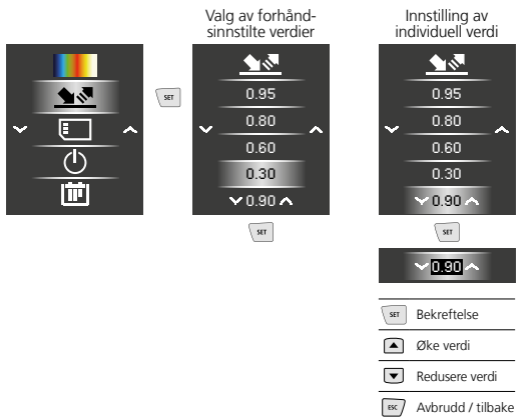 Valg av forhånd-
sinnstilte verdier
Innstilling av
individuell verdi
SET
0.95
0.80
0.60
0.30
0.90
SET
0.95
0.80
0.60
0.30
0.90
SET
0.90
SET Bekreftelse
Øke verdi
Redusere verdi
ESC Avbrudd / tilbake